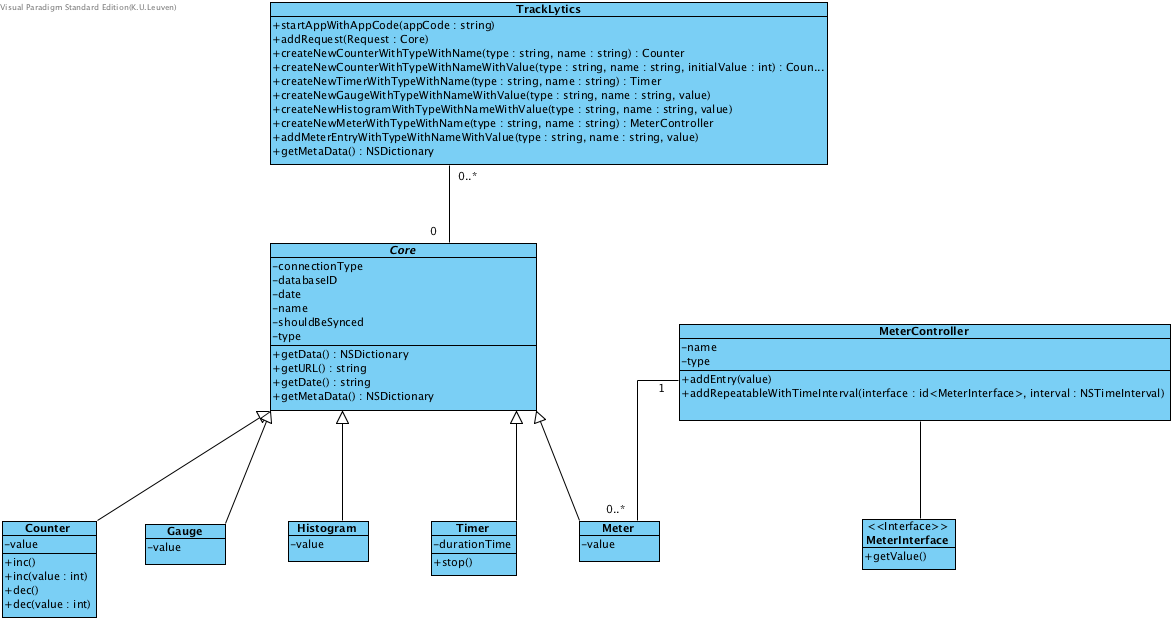 Visual Paradigm Standard Edition(K.U.Leuven)
TrackLytics
+startAppWithAppCode(appCode : string)
+addRequest(Request : Core)
+createNewCounterWithTypeWithName(type : string, name : string) : Counter
+createNewCounterWithTypeWithNameWithValue(type : string, name : string, initialValue : int) : Coun...
+createNewTimerWithTypeWithName(type : string, name : string) : Timer
+createNewGaugeWithTypeWithNameWithValue(type : string, name : string, value)
+createNewHistogramWithTypeWithNameWithValue(type : string, name : string, value)
+createNewMeterWithTypeWithName(type : string, name : string) : MeterController
+addMeterEntryWithTypeWithNameWithValue(type : string, name : string, value)
+getMetaData() : NSDictionary
0..*
0
Core
-connectionType
-databaseID
-date
-name
-shouldBeSynced
-type
+getData() : NSDictionary
+getURL() : string
+getDate() : string
+getMetaData() : NSDictionary
MeterController
-name
-type
+addEntry(value)
+addRepeatableWithTimeInterval(interface : id<MeterInterface>, interval : NSTimeInterval)
1
0..*
Counter
-value
+inc()
+inc(value : int)
+dec()
+dec(value : int)
Gauge
-value
Histogram
-value
Timer
-durationTime
+stop()
Meter
-value
<<Interface>>
MeterInterface
+getValue()